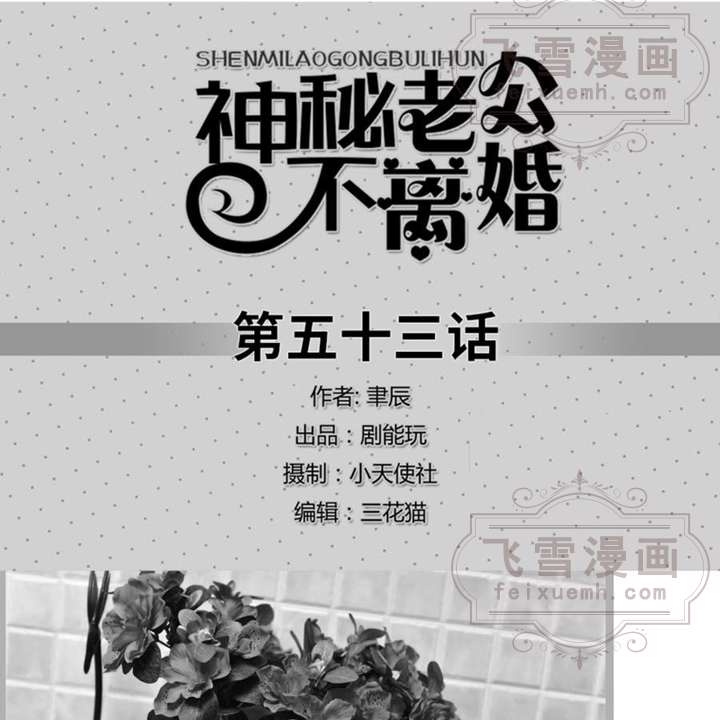 飞雪漫画
feixuemh.com
SHENMILAOGONGBULIHUN
神秘老公
不离婚
第五十三话
作者: 聿辰
出品：剧能玩
摄制：小天使社
编辑：三花猫
飞雪漫画
feixuemh.com